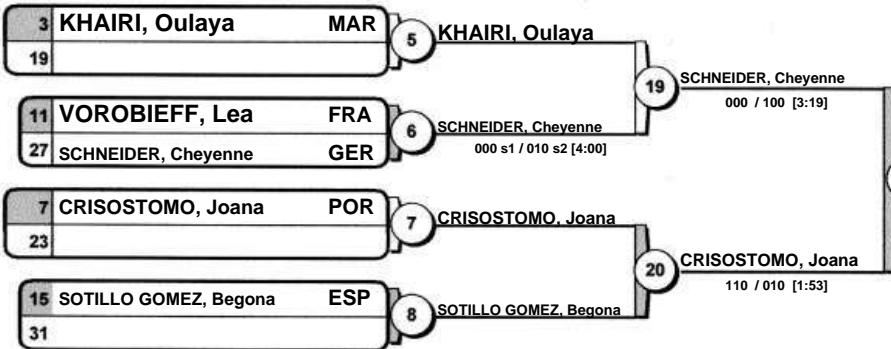 3 KHAIRI, Oulaya MAR
19
5
KHAIRI, Oulaya
11 VOROBIEFF, Lea FRA
27 SCHNEIDER, Cheyenne GER
6
SCHNEIDER, Cheyenne
000 s1 / 010 s2 [4:00]
19
SCHNEIDER, Cheyenne
000 / 100 [3:19]
7 CRISOSTOMO, Joana POR
23
7
CRISOSTOMO, Joana
15 SOTILLO GOMEZ, Begona ESP
31
8
SOTILLO GOMEZ, Begona
20
CRISOSTOMO, Joana
110 / 010 [1:53]